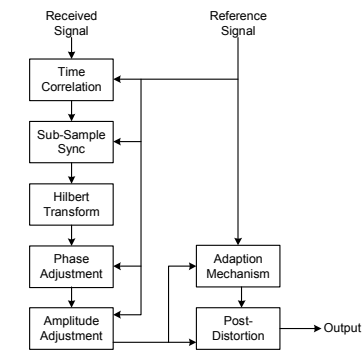 Received
Signal
Reference
Signal
Time
Correlation
Sub-Sample
Sync
Hilbert
Transform
Phase
Adjustment
Adaption
Mechanism
Amplitude
Adjustment
Post-
Distortion
Output